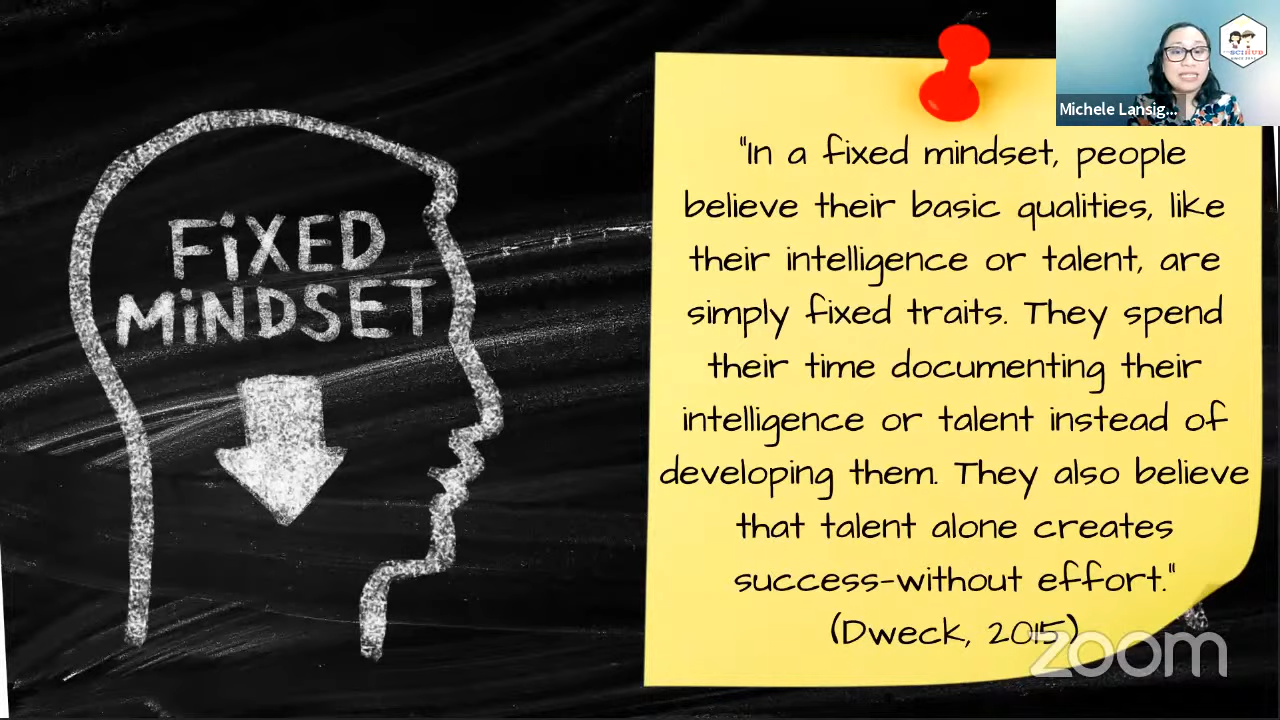 FiXED
MiNDSET
"In a fixed mindset, people
believe their basic qualities, like
their intelligence or talent, are
simply fixed traits. They spend
their time documenting their
intelligence or talent instead of
developing them. They also believe
that talent alone creates
success-without effort."
(Dweck, 2015)
Michele Lansig...
SCIHUB
zoom